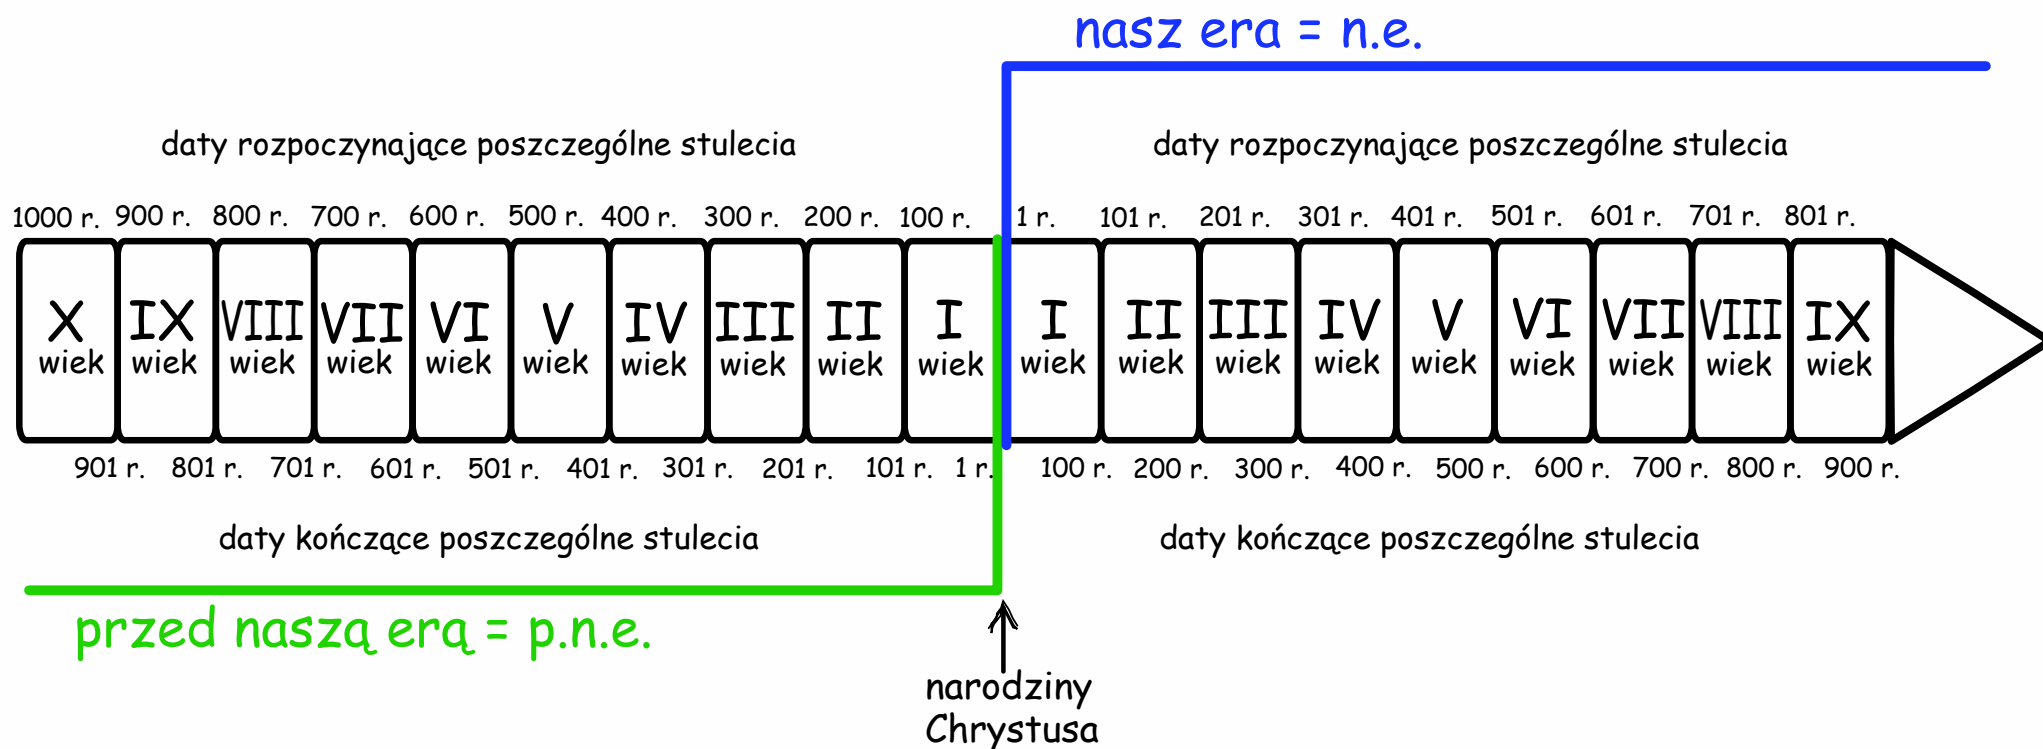 nasz era = n.e.
daty rozpoczynające poszczególne stulecia
daty rozpoczynające poszczególne stulecia
1000 r. 900 r. 800 r. 700 r. 600 r. 500 r. 400 r. 300 r. 200 r. 100 r. 1 r. 101 r. 201 r. 301 r. 401 r. 501 r. 601 r. 701 r. 801 r.
X IX VIII VII VI V IV III II I I II III IV V VI VII VIII IX
wiek wiek wiek wiek wiek wiek wiek wiek wiek wiek wiek wiek wiek wiek wiek wiek wiek wiek wiek
901 r. 801 r. 701 r. 601 r. 501 r. 401 r. 301 r. 201 r. 101 r. 1 r. 100 r. 200 r. 300 r. 400 r. 500 r. 600 r. 700 r. 800 r. 900 r.
daty kończące poszczególne stulecia
daty kończące poszczególne stulecia
przed naszą erą = p.n.e.
narodziny
Chrystusa